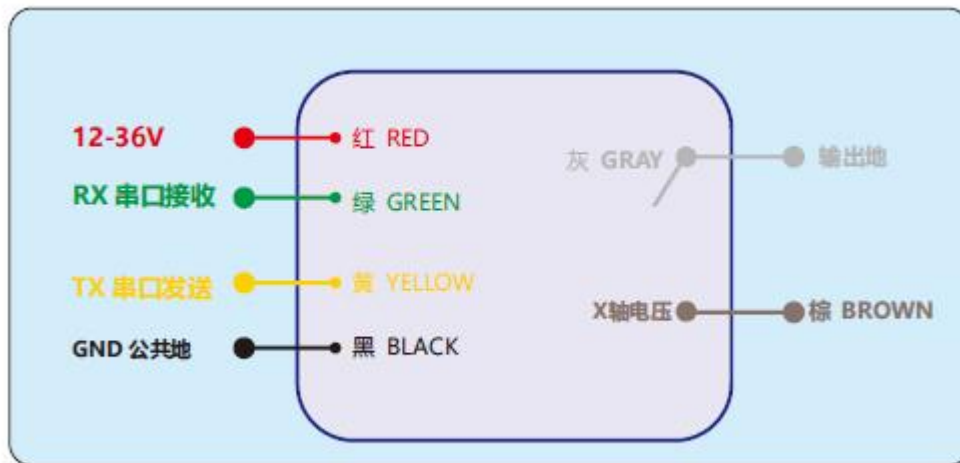 12-36V
红 RED
RX 串口接收
绿 GREEN
TX 串口发送
黄 YELLOW
GND 公共地
黑 BLACK
灰 GRAY
输出地
X轴电压
棕 BROWN